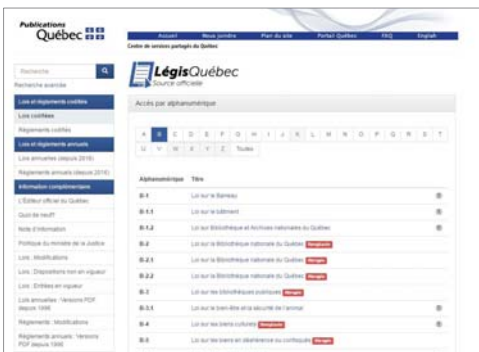 Publications
Québec
Accueil Nous joindre Plan du site Portail Québec FAQ English
Centre de services partagés du Québec
Recherche
Recherche avancée
LégisQuébec
Source officielle
Lois et règlements codifiés
Lois codifiées
Règlements codifiés
Lois et règlements annuels
Lois annuelles (depuis 2016)
Règlements annuels (depuis 2016)
Information complémentaire
L'Éditeur officiel du Québec
Quoi de neuf?
Note d'information
Politique du ministre de la Justice
Lois : Modifications
Lois : Dispositions non en vigueur
Lois : Entrées en vigueur
Lois annuelles : Versions PDF
depuis 1996
Règlements : Modifications
Règlements annuels : Versions
PDF depuis 1996
Accès par alphanumérique
A B C D E F G H I J K L M N O P Q R S T
U V W X Y Z Toutes
Alphanumérique Titre
B-1 Loi sur le Barreau
B-1.1 Loi sur le bâtiment
B-1.2 Loi sur Bibliothèque et Archives nationales du Québec
B-2 Loi sur la Bibliothèque nationale du Québec Remplacée
B-2.1 Loi sur la Bibliothèque nationale du Québec Abrogée
B-2.2 Loi sur la Bibliothèque nationale du Québec Abrogée
B-3 Loi sur les bibliothèques publiques Abrogée
B-3.1 Loi sur le bien-être et la sécurité de l'animal
B-4 Loi sur les biens culturels Remplacée
B-5 Loi sur les biens en déshérence ou confisqués Abrogée